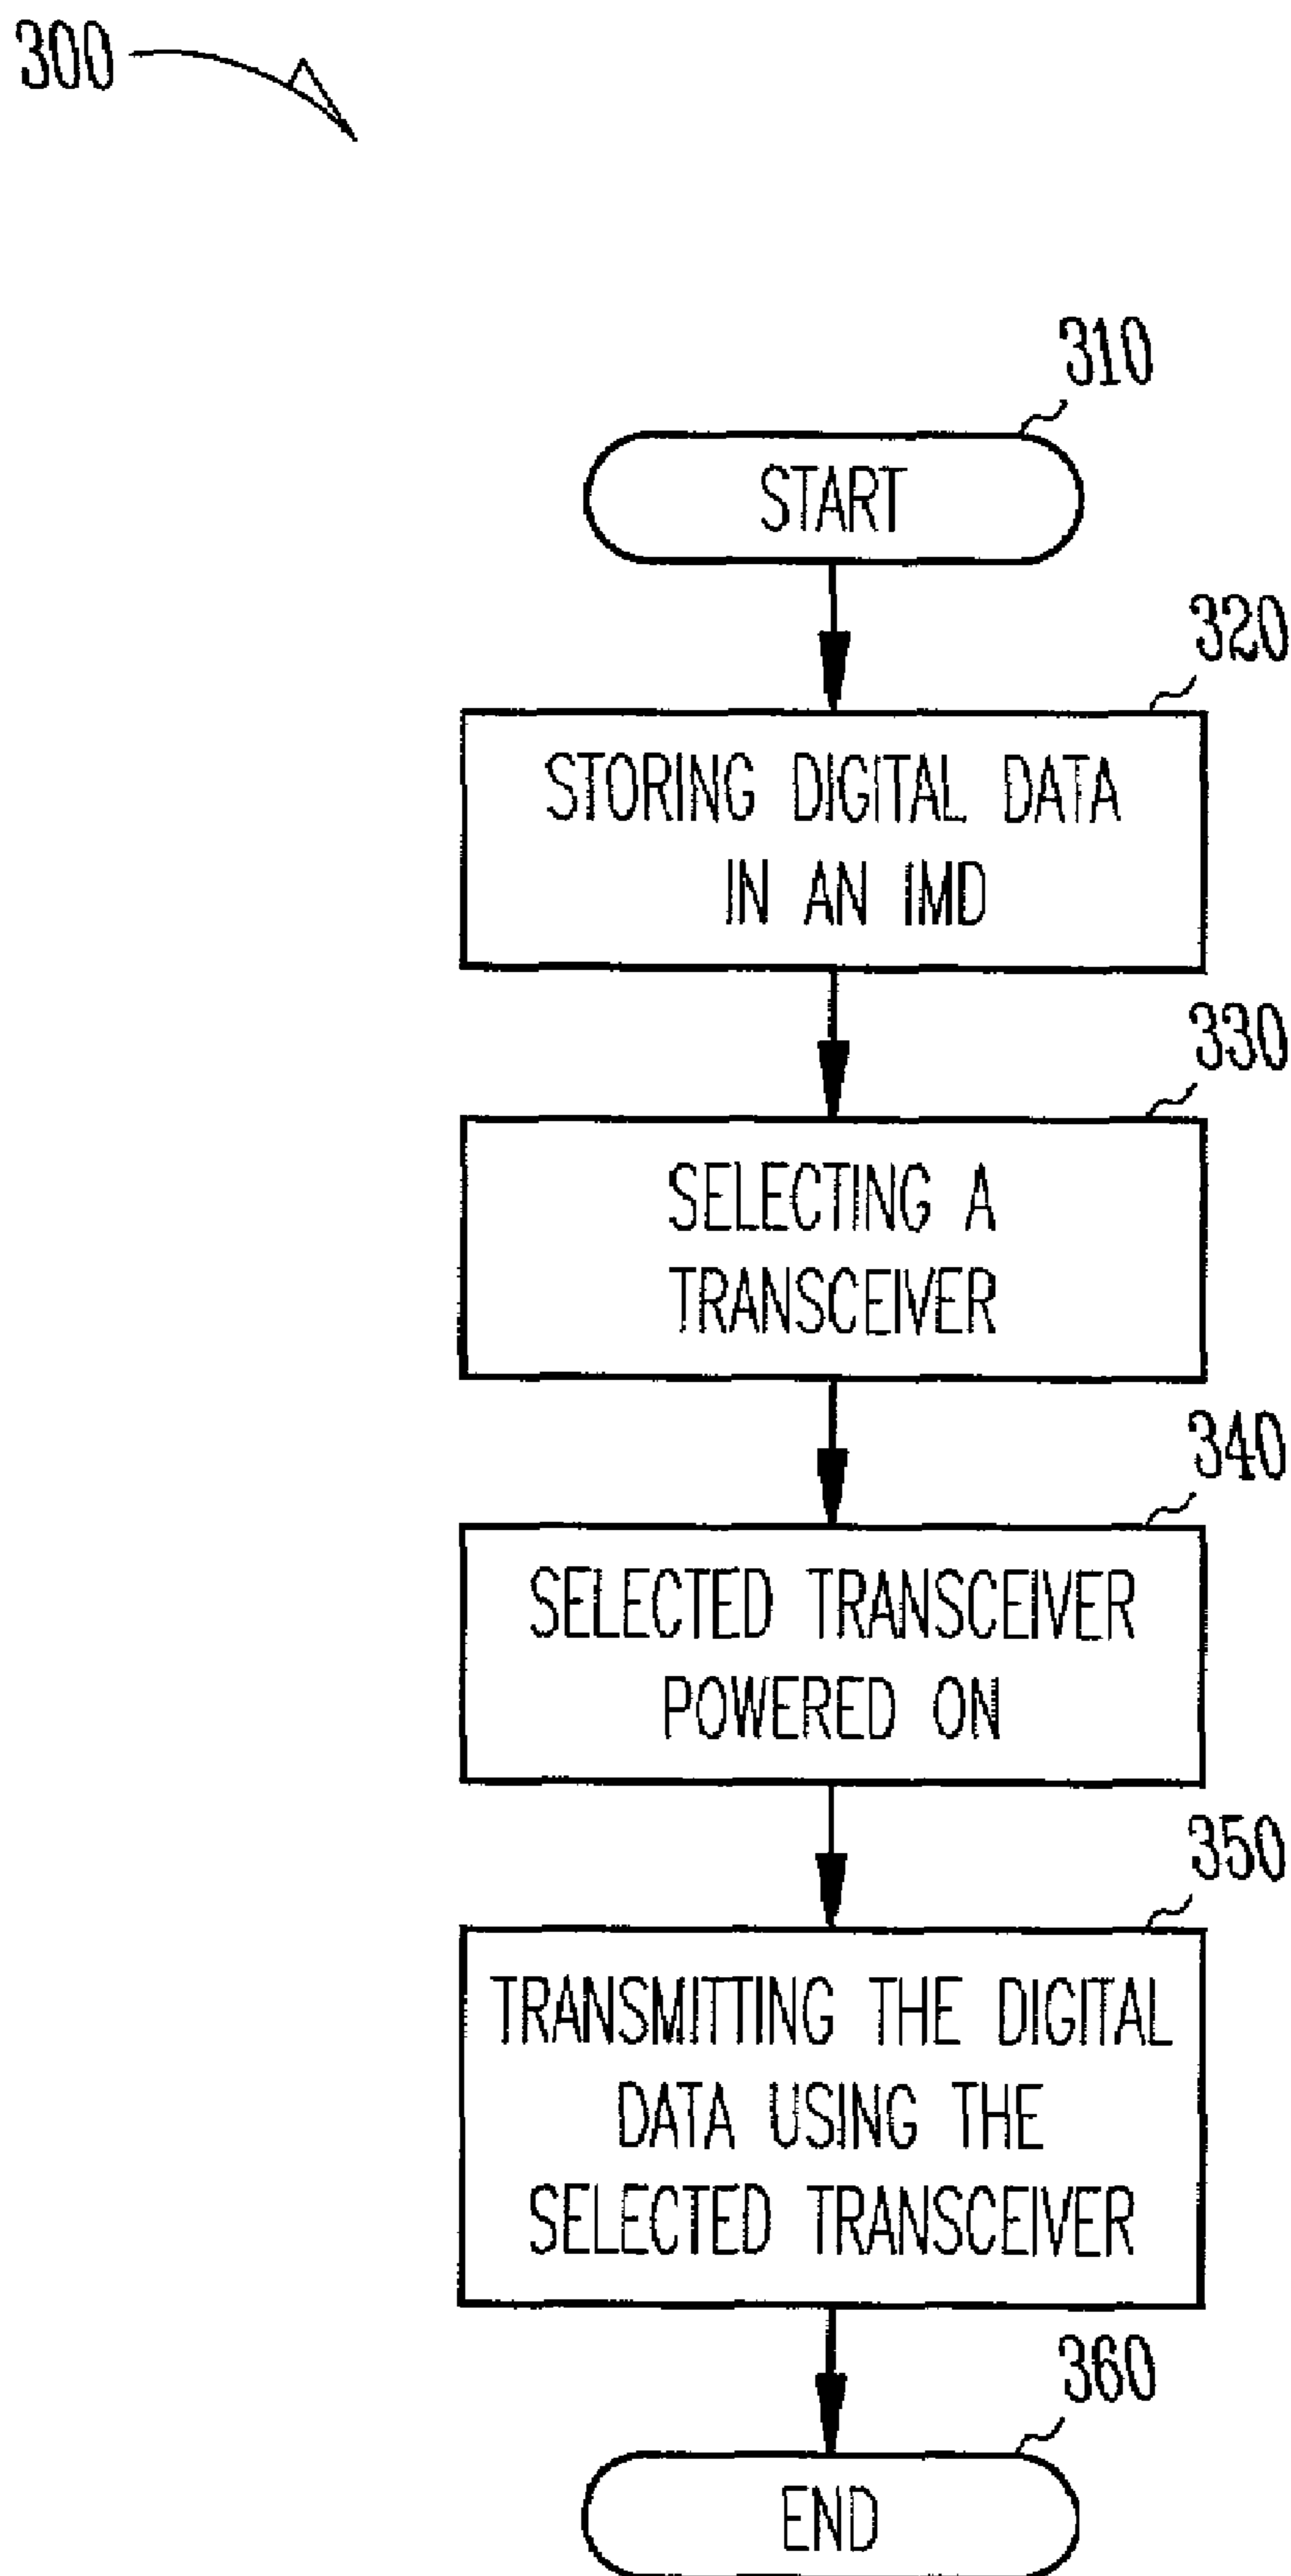 300
310
START
320
STORING DIGITAL DATA
IN AN IMD
330
SELECTING A
TRANSCEIVER
340
SELECTED TRANSCEIVER
POWERED ON
350
TRANSMITTING THE DIGITAL
DATA USING THE
SELECTED TRANSCEIVER
360
END